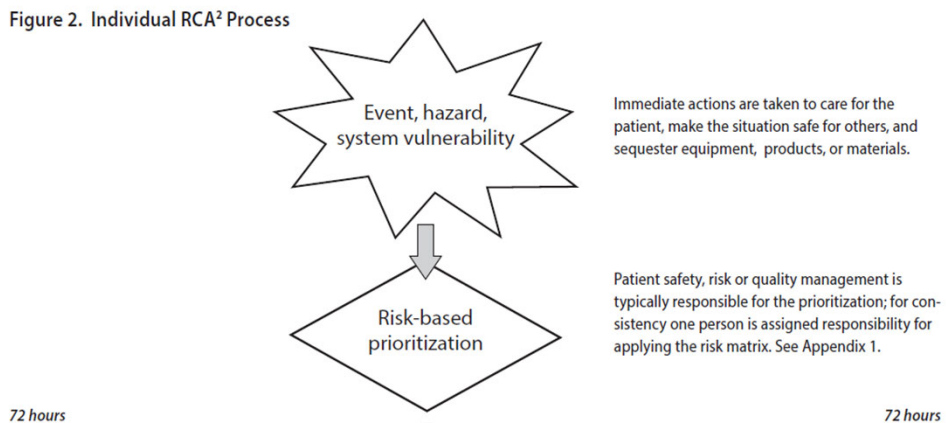 Figure 2. Individual RCA² Process
Event, hazard,
system vulnerability
Immediate actions are taken to care for the
patient, make the situation safe for others, and
sequester equipment, products, or materials.
Risk-based
prioritization
Patient safety, risk or quality management is
typically responsible for the prioritization; for con-
sistency one person is assigned responsibility for
applying the risk matrix. See Appendix 1.
72 hours
72 hours